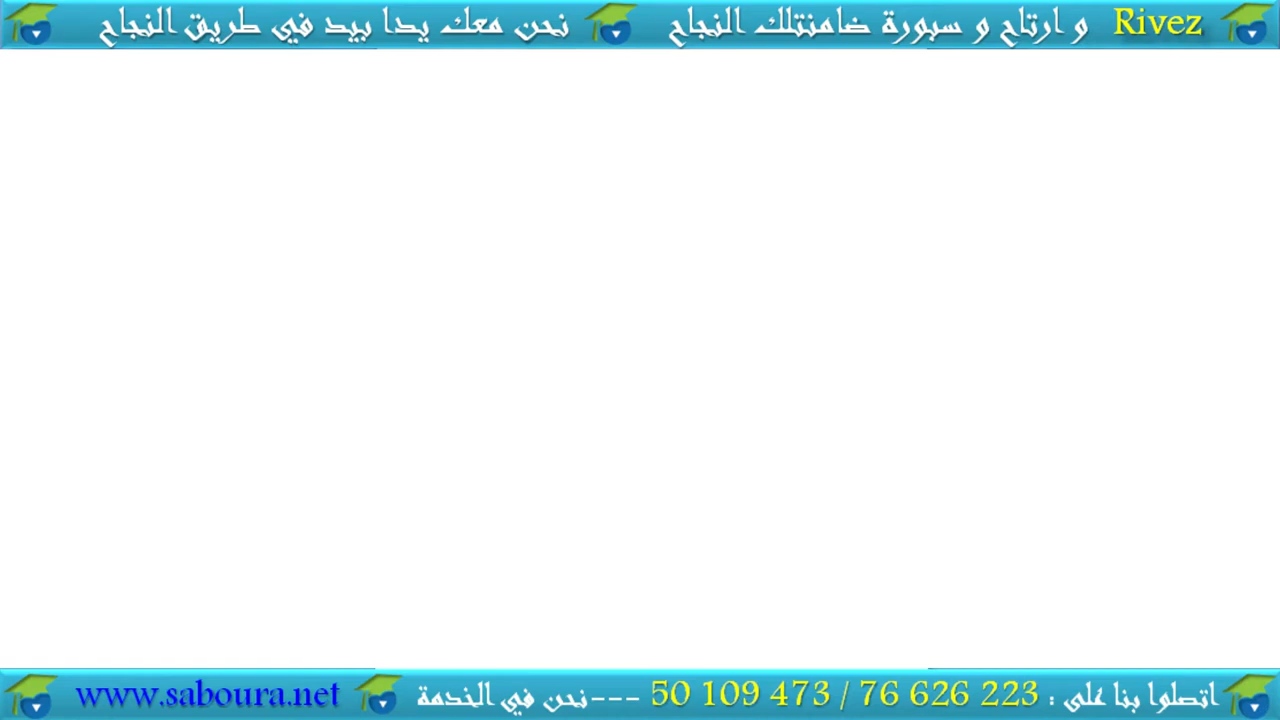 Rivez و ارتاح و سبورة ضامنتلك النجاح نحن معك يدا بيد في طريق النجاح
اتصلوا بنا على : 223 626 76 / 473 109 50 ---نحن في الخدمة www.saboura.net